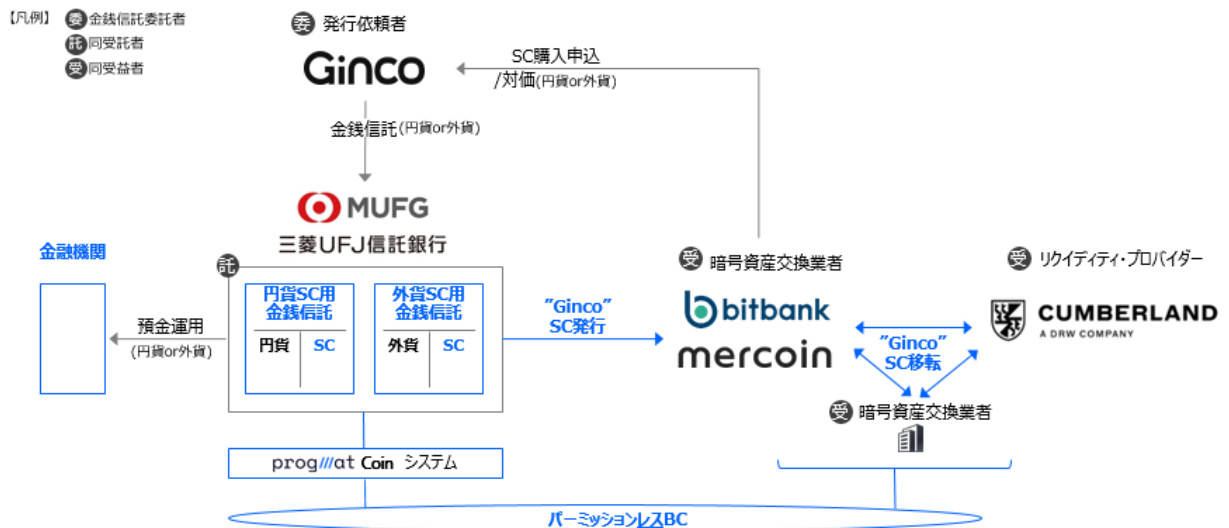 【凡例】 委 金銭信託委託者
託 同受託者
受 同受益者
委 発行依頼者
Ginco
SC購入申込
/対価(円貨or外貨)
金銭信託(円貨or外貨)
MUFG
三菱UFJ信託銀行
金融機関
託
円貨SC用
金銭信託
円貨 SC
外貨SC用
金銭信託
外貨 SC
預金運用
(円貨or外貨)
"Ginco"
SC発行
受 暗号資産交換業者
bitbank
mercoin
受 リクイディティ・プロバイダー
CUMBERLAND
A DRW COMPANY
"Ginco"
SC移転
受 暗号資産交換業者
progmat Coin システム
パーミッションレスBC